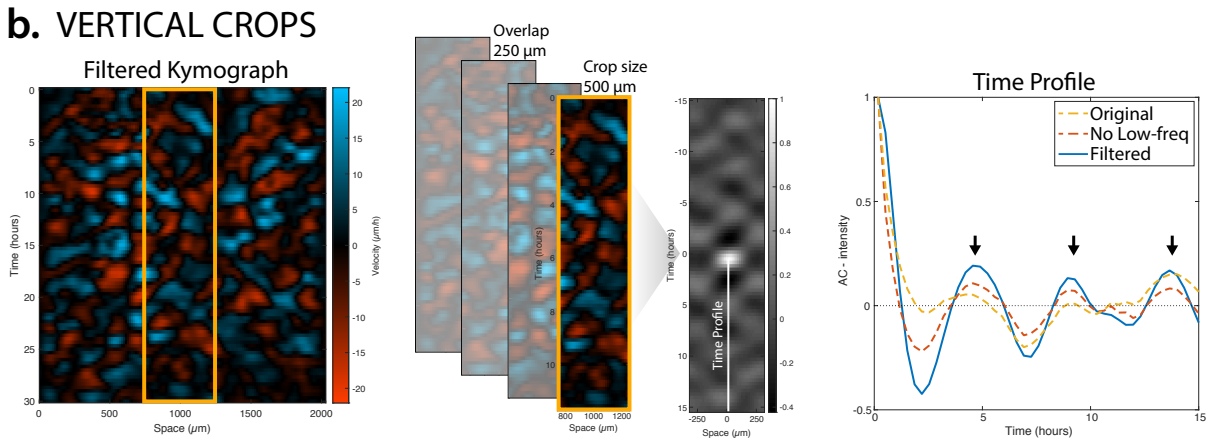 b. VERTICAL CROPS
Filtered Kymograph
0
5
10
15
20
25
30
Time (hours)
0
500
1000
1500
2000
Space (μm)
20
15
10
5
0
-5
-10
-15
-20
Velocity (μm/h)
Overlap
250 μm
Crop size
500 μm
0
2
4
6
8
10
Time (hours)
800
1000
1200
Space (μm)
-15
-10
-5
0
5
10
15
Time (hours)
Time Profile
-250
0
250
Space (μm)
1
0.8
0.6
0.4
0.2
0
-0.2
-0.4
Time Profile
1
0.5
0
-0.5
AC - intensity
Original
No Low-freq
Filtered
0
5
10
15
Time (hours)